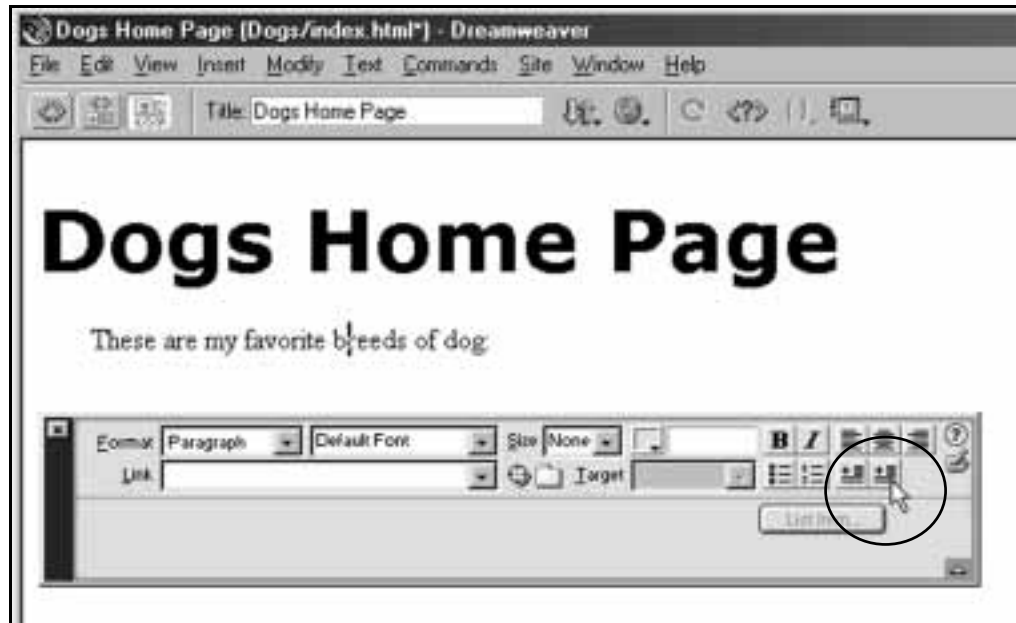 Dogs Home Page (Dogs/index.html*) - Dreamweaver
File Edit View Insert Modify Text Commands Site Window Help
Title: Dogs Home Page
Dogs Home Page
These are my favorite breeds of dog:
Format Paragraph Default Font Size None B I
Link Target
List Item...